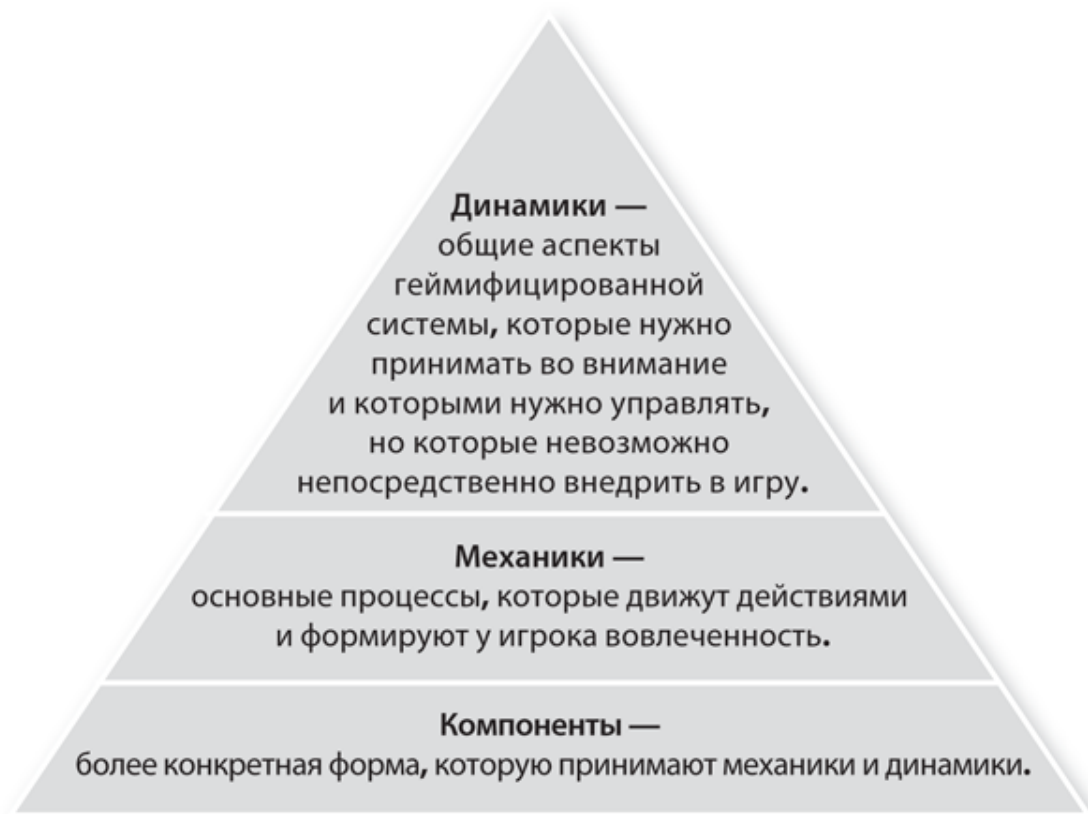 Динамики —
общие аспекты
геймифицированной
системы, которые нужно
принимать во внимание
и которыми нужно управлять,
но которые невозможно
непосредственно внедрить в игру.
Механики —
основные процессы, которые движут действиями
и формируют у игрока вовлеченность.
Компоненты —
более конкретная форма, которую принимают механики и динамики.